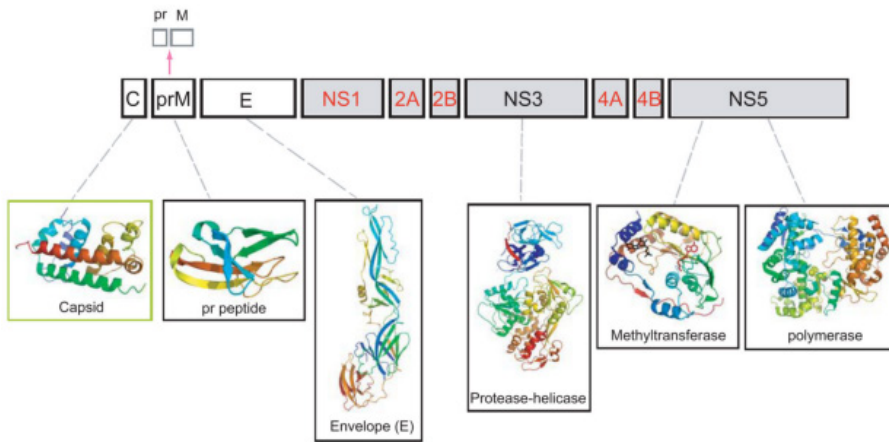 pr M
C prM E NS1 2A 2B NS3 4A 4B NS5
Capsid
pr peptide
Envelope (E)
Protease-helicase
Methyltransferase
polymerase